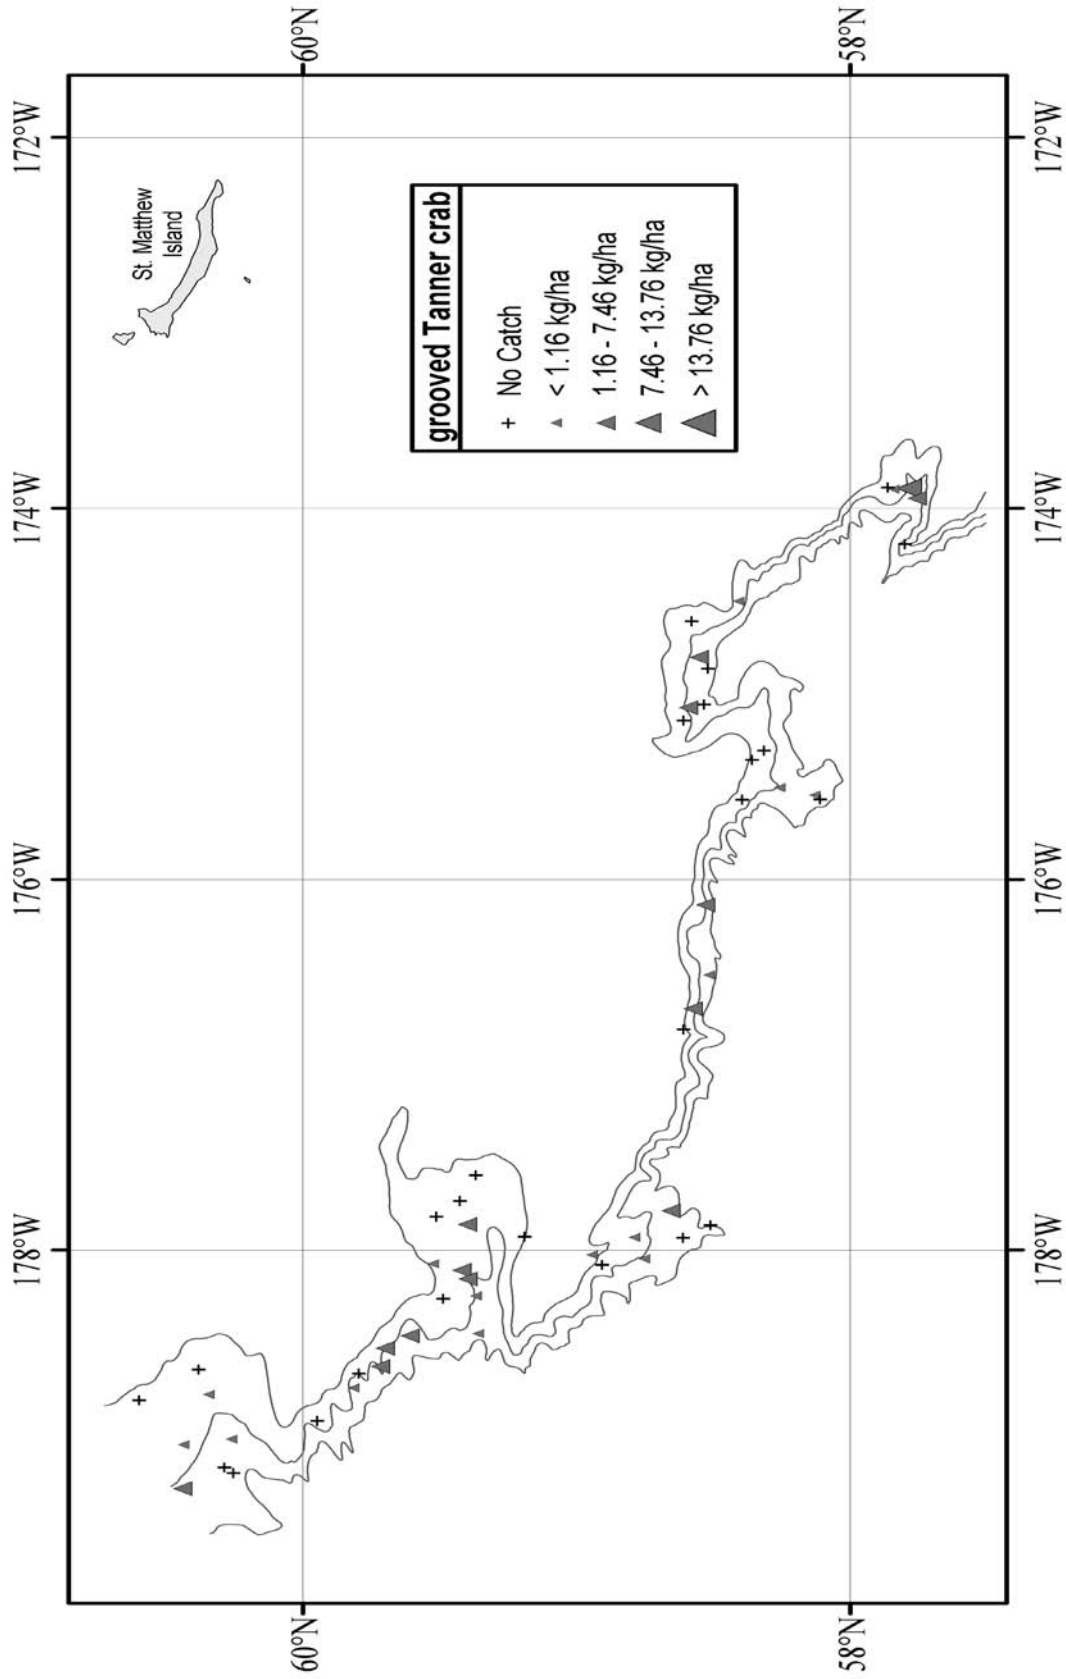 178°W
176°W
174°W
172°W
60°N
60°N
58°N
58°N
St. Matthew
Island
grooved Tanner crab
No Catch
< 1.16 kg/ha
1.16 - 7.46 kg/ha
7.46 - 13.76 kg/ha
> 13.76 kg/ha
178°W
176°W
174°W
172°W